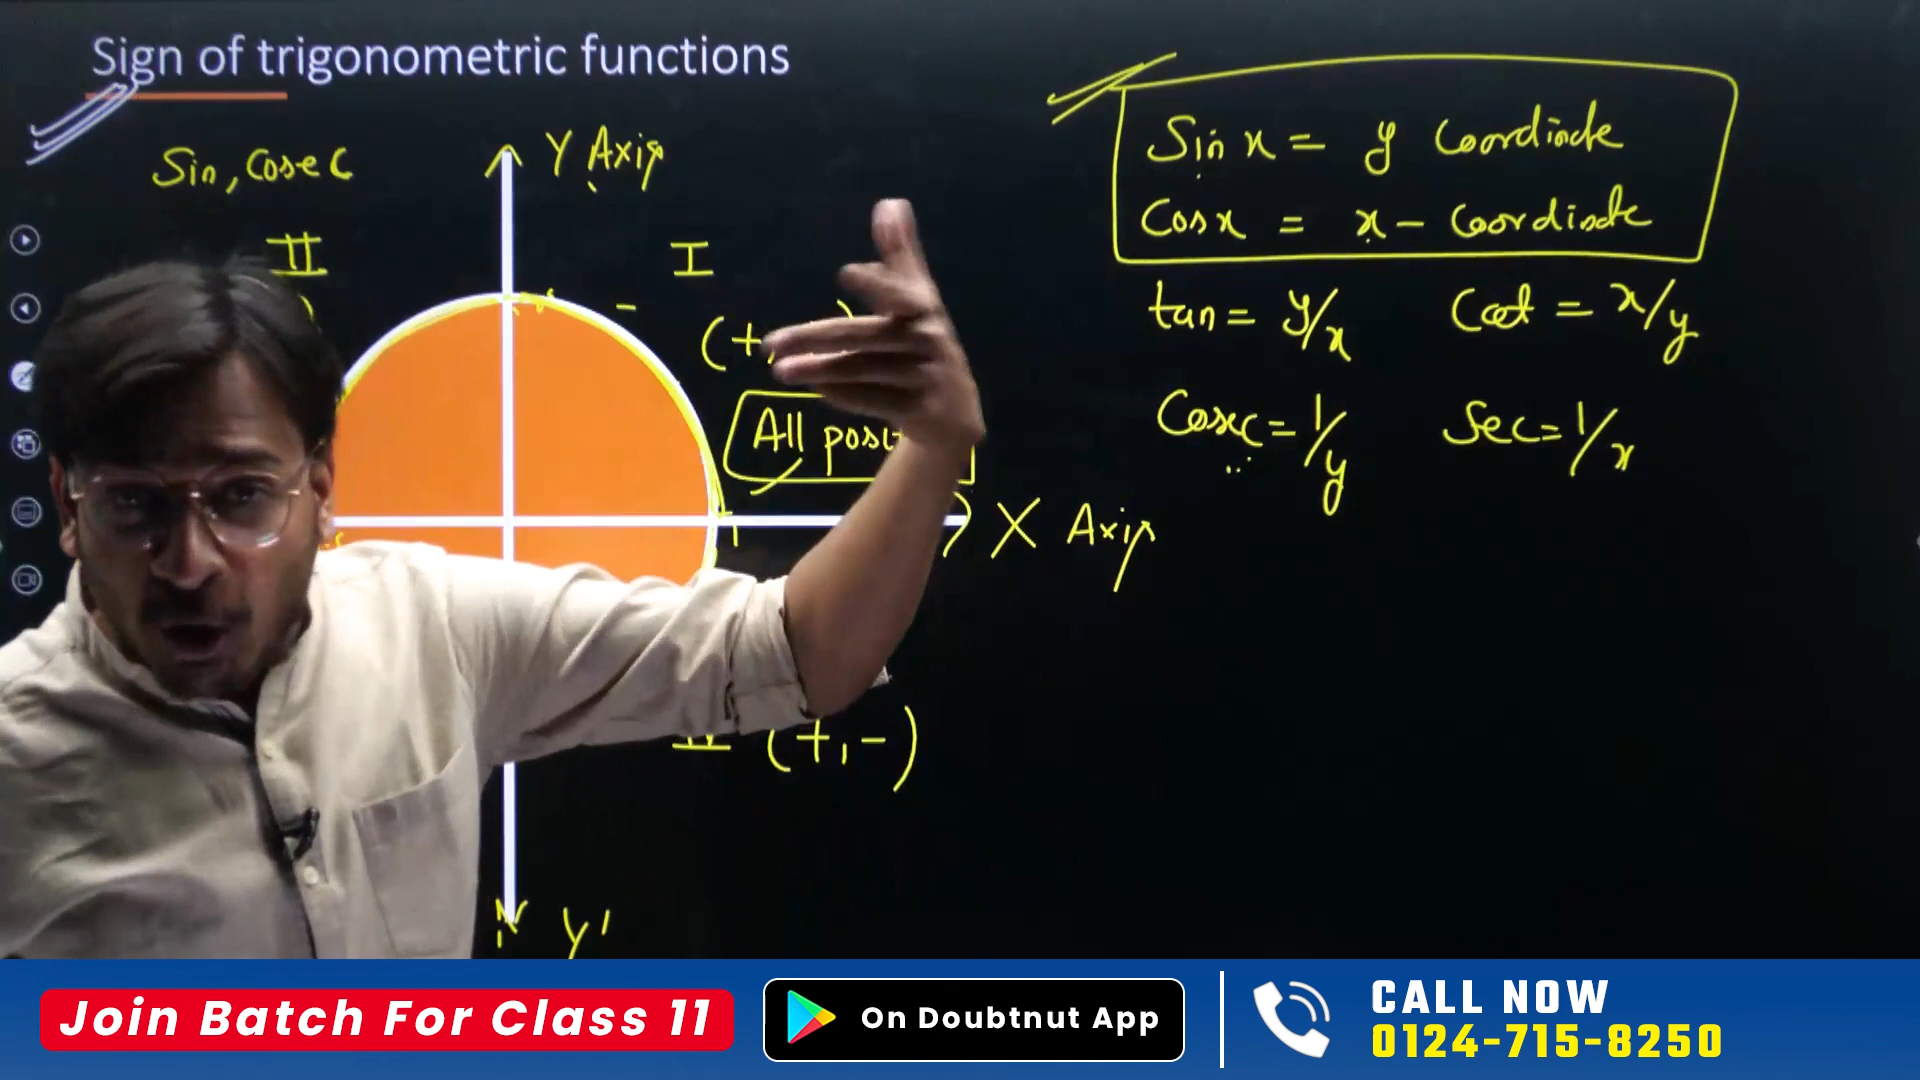 Sign of trigonometric functions
Sin, Cosec
Y Axis
II
I
(+,
All posi
X Axis
(+,-)
Y'
Sin x = y Coordinate
Cos x = x - Coordinate
tan = y/x
Cot = x/y
Cosec = 1/y
Sec = 1/x
Join Batch For Class 11
On Doubtnut App
CALL NOW
0124-715-8250